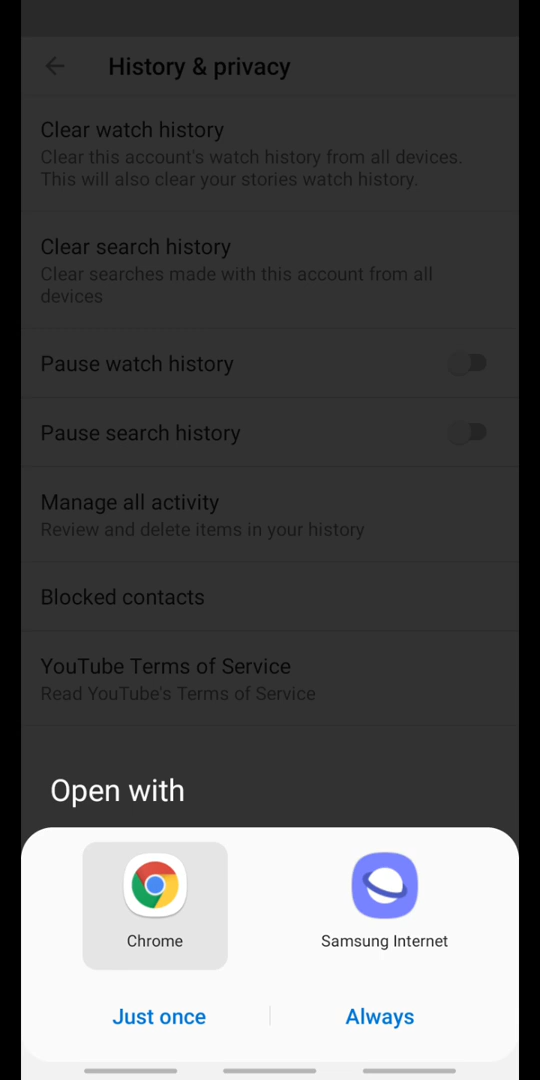 History & privacy
Clear watch history
Clear this account's watch history from all devices.
This will also clear your stories watch history.
Clear search history
Clear searches made with this account from all
devices
Pause watch history
Pause search history
Manage all activity
Review and delete items in your history
Blocked contacts
YouTube Terms of Service
Read YouTube's Terms of Service
Open with
Chrome
Samsung Internet
Just once
Always